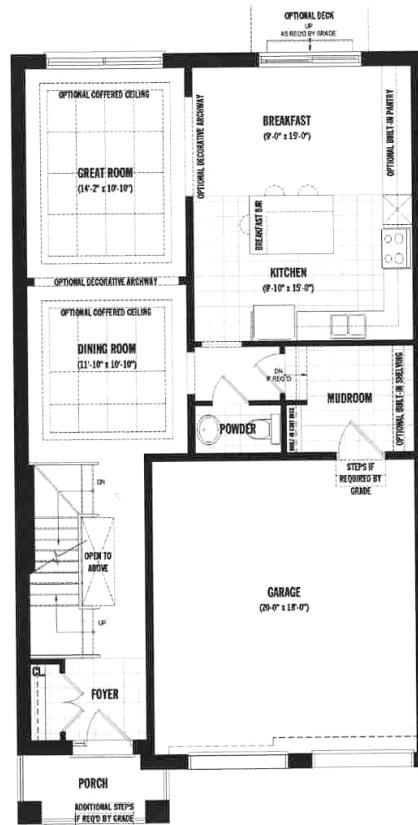 OPTIONAL DECK
UP
AS REQ'D BY GRADE
OPTIONAL COFFERED CEILING
GREAT ROOM
(14'-2" x 10'-10")
OPTIONAL DECORATIVE ARCHWAY
BREAKFAST
(9'-0" x 15'-0")
OPTIONAL BUILT-IN PANTRY
BREAKFAST BAR
KITCHEN
(9'-10" x 15'-0")
OPTIONAL DECORATIVE ARCHWAY
OPTIONAL COFFERED CEILING
DINING ROOM
(11'-10" x 10'-10")
DN
IF REQ'D
MUDROOM
OPTIONAL BUILT-IN SHELVING
POWDER
STEPS IF
REQUIRED BY
GRADE
DN
OPEN TO
ABOVE
UP
GARAGE
(20'-0" x 18'-0")
CL
FOYER
PORCH
ADDITIONAL STEPS
IF REQ'D BY GRADE